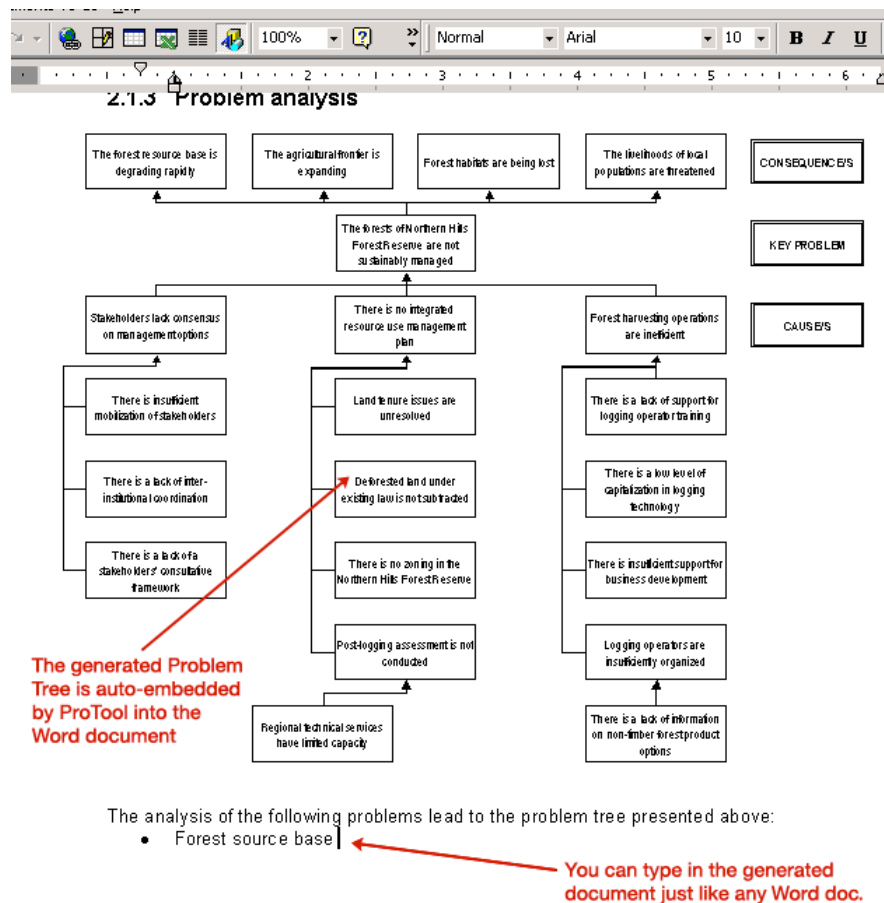 100%
Normal
Arial
10
B I U
1 2 3 4 5 6
2.1.3 Problem analysis
The forest resource base is
degrading rapidly
The agricultural frontier is
expanding
Forest habitats are being lost
The livelihoods of local
populations are threatened
CONSEQUENCE/S
The forests of Northern Hills
Forest Reserve are not
sustainably managed
KEY PROBLEM
Stakeholders lack consensus
on management options
There is no integrated
resource use management
plan
Forest harvesting operations
are inefficient
CAUSE/S
There is insufficient
mobilization of stakeholders
Land tenure issues are
unresolved
There is a lack of support for
logging operator training
There is a lack of inter-
institutional coordination
Deforested land under
existing law is not subtracted
There is a low level of
capitalization in logging
technology
There is a lack of a
stakeholders' consultative
framework
There is no zoning in the
Northern Hills Forest Reserve
There is insufficient support for
business development
Post-logging assessment is not
conducted
Logging operators are
insufficiently organized
Regional technical services
have limited capacity
There is a lack of information
on non-timber forest product
options
The generated Problem
Tree is auto-embedded
by ProTool into the
Word document
The analysis of the following problems lead to the problem tree presented above:
• Forest source base
You can type in the generated
document just like any Word doc.